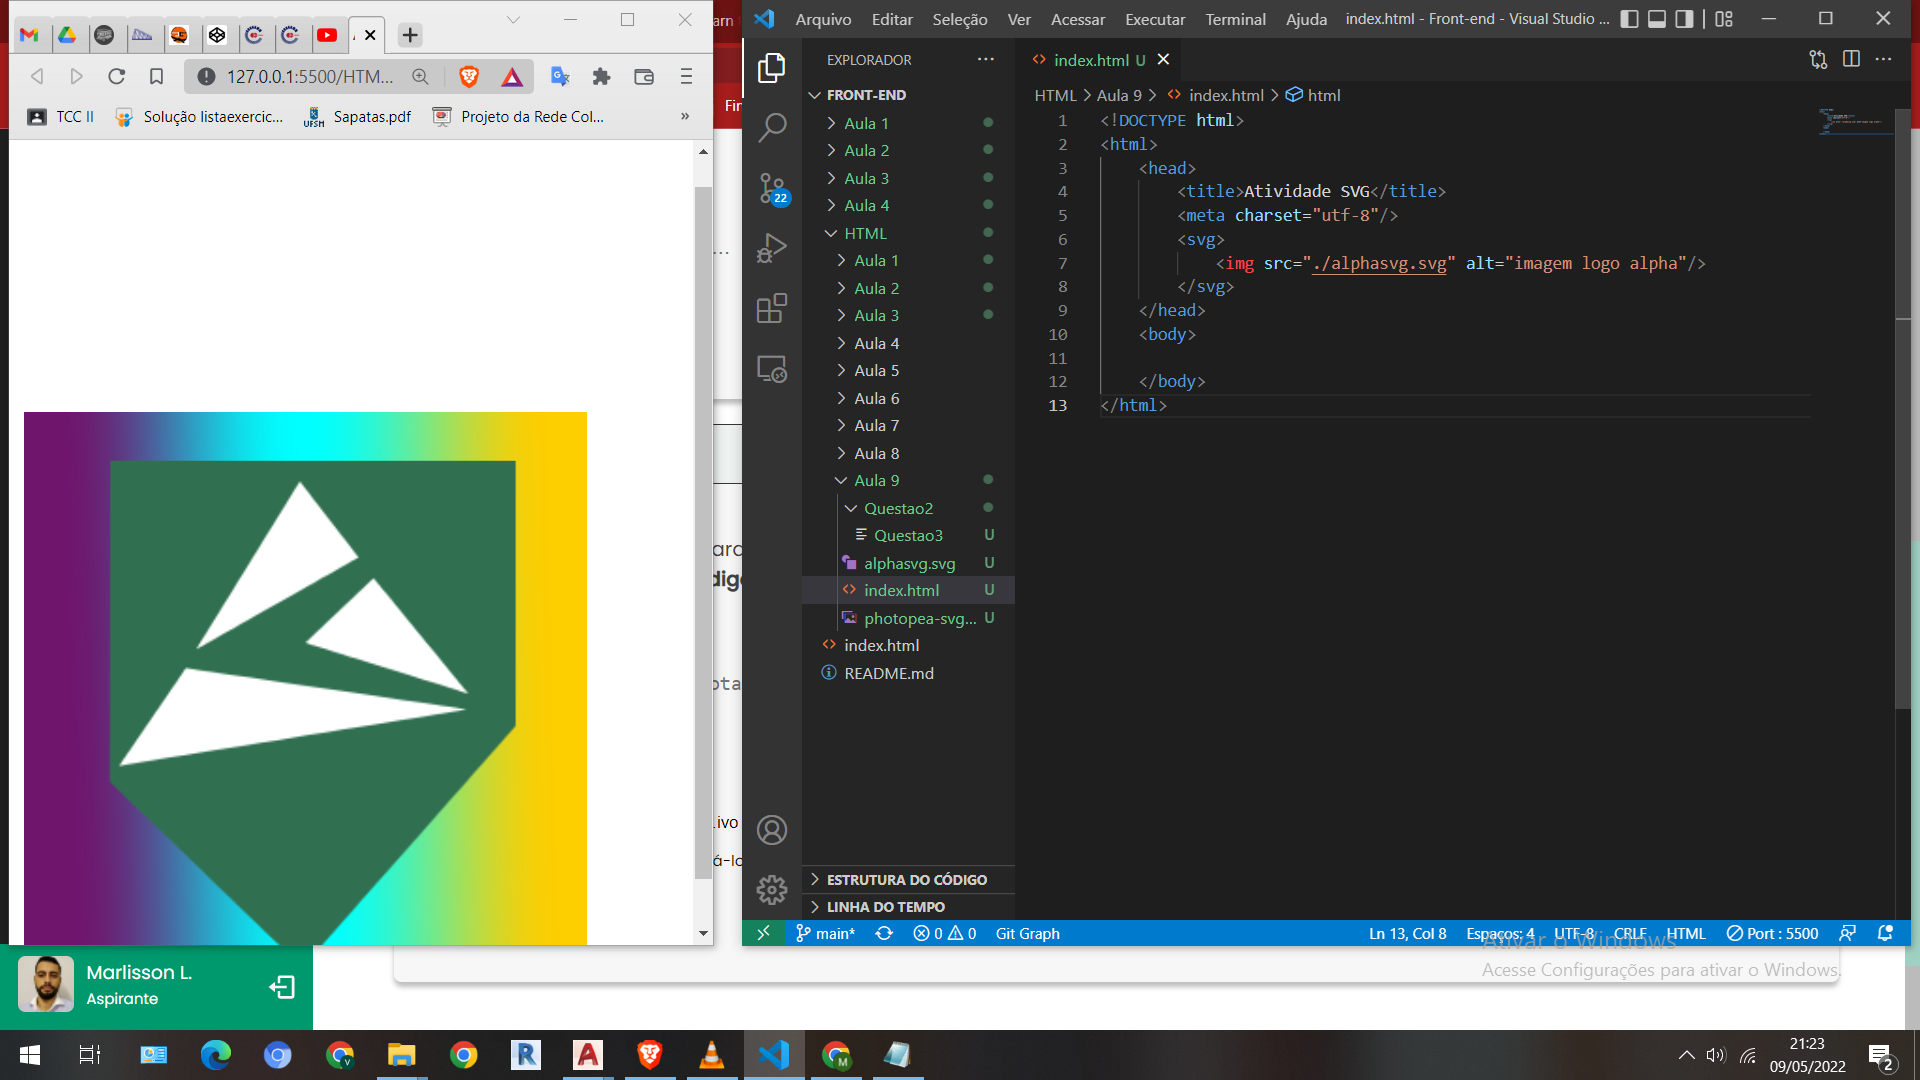 127.0.0.1:5500/HTM...
TCC II
Solução listaexercic...
UFSM
Sapatas.pdf
Projeto da Rede Col...
»
arn
Fin
ara
digo
ota
ivo
á-lo
Marlisson L.
Aspirante
Arquivo Editar Seleção Ver Acessar Executar Terminal Ajuda index.html - Front-end - Visual Studio ...
EXPLORADOR ...
FRONT-END
Aula 1
Aula 2
Aula 3
Aula 4
HTML
Aula 1
Aula 2
Aula 3
Aula 4
Aula 5
Aula 6
Aula 7
Aula 8
Aula 9
Questao2
Questao3 U
alphasvg.svg U
index.html U
photopea-svg... U
index.html
README.md
ESTRUTURA DO CÓDIGO
LINHA DO TEMPO
22
index.html U
HTML > Aula 9 > index.html > html
1 <!DOCTYPE html>
2 <html>
3 <head>
4 <title>Atividade SVG</title>
5 <meta charset="utf-8"/>
6 <svg>
7 <img src="./alphasvg.svg" alt="imagem logo alpha"/>
8 </svg>
9 </head>
10 <body>
11
12 </body>
13 </html>
main* 0 0 Git Graph Ln 13, Col 8 Espaços: 4 UTF-8 CRLF HTML Port : 5500
Ativar o Windows
Acesse Configurações para ativar o Windows.
21:23
09/05/2022
2